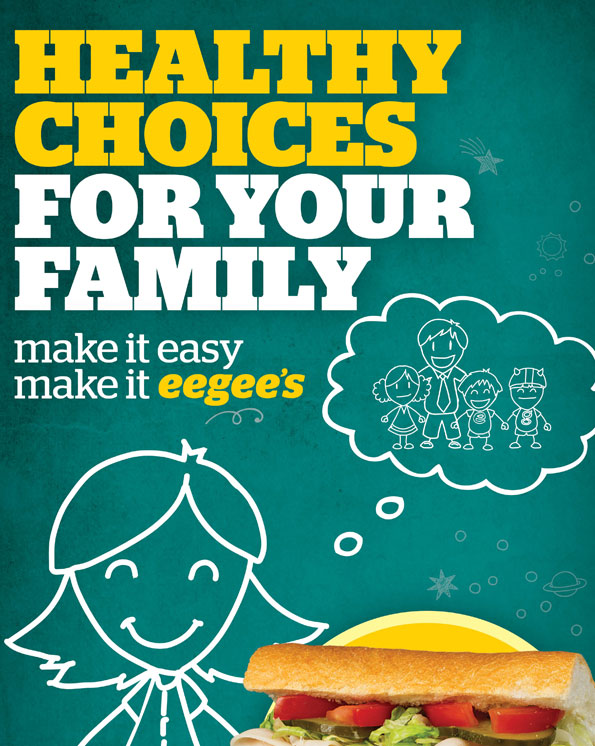 HEALTHY
CHOICES
FOR YOUR
FAMILY
make it easy
make it eegee's